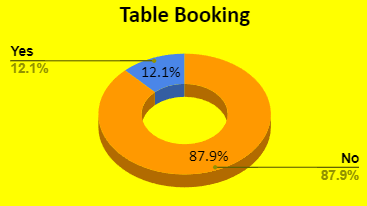 Table Booking
Yes
12.1%
12.1%
87.9%
No
87.9%